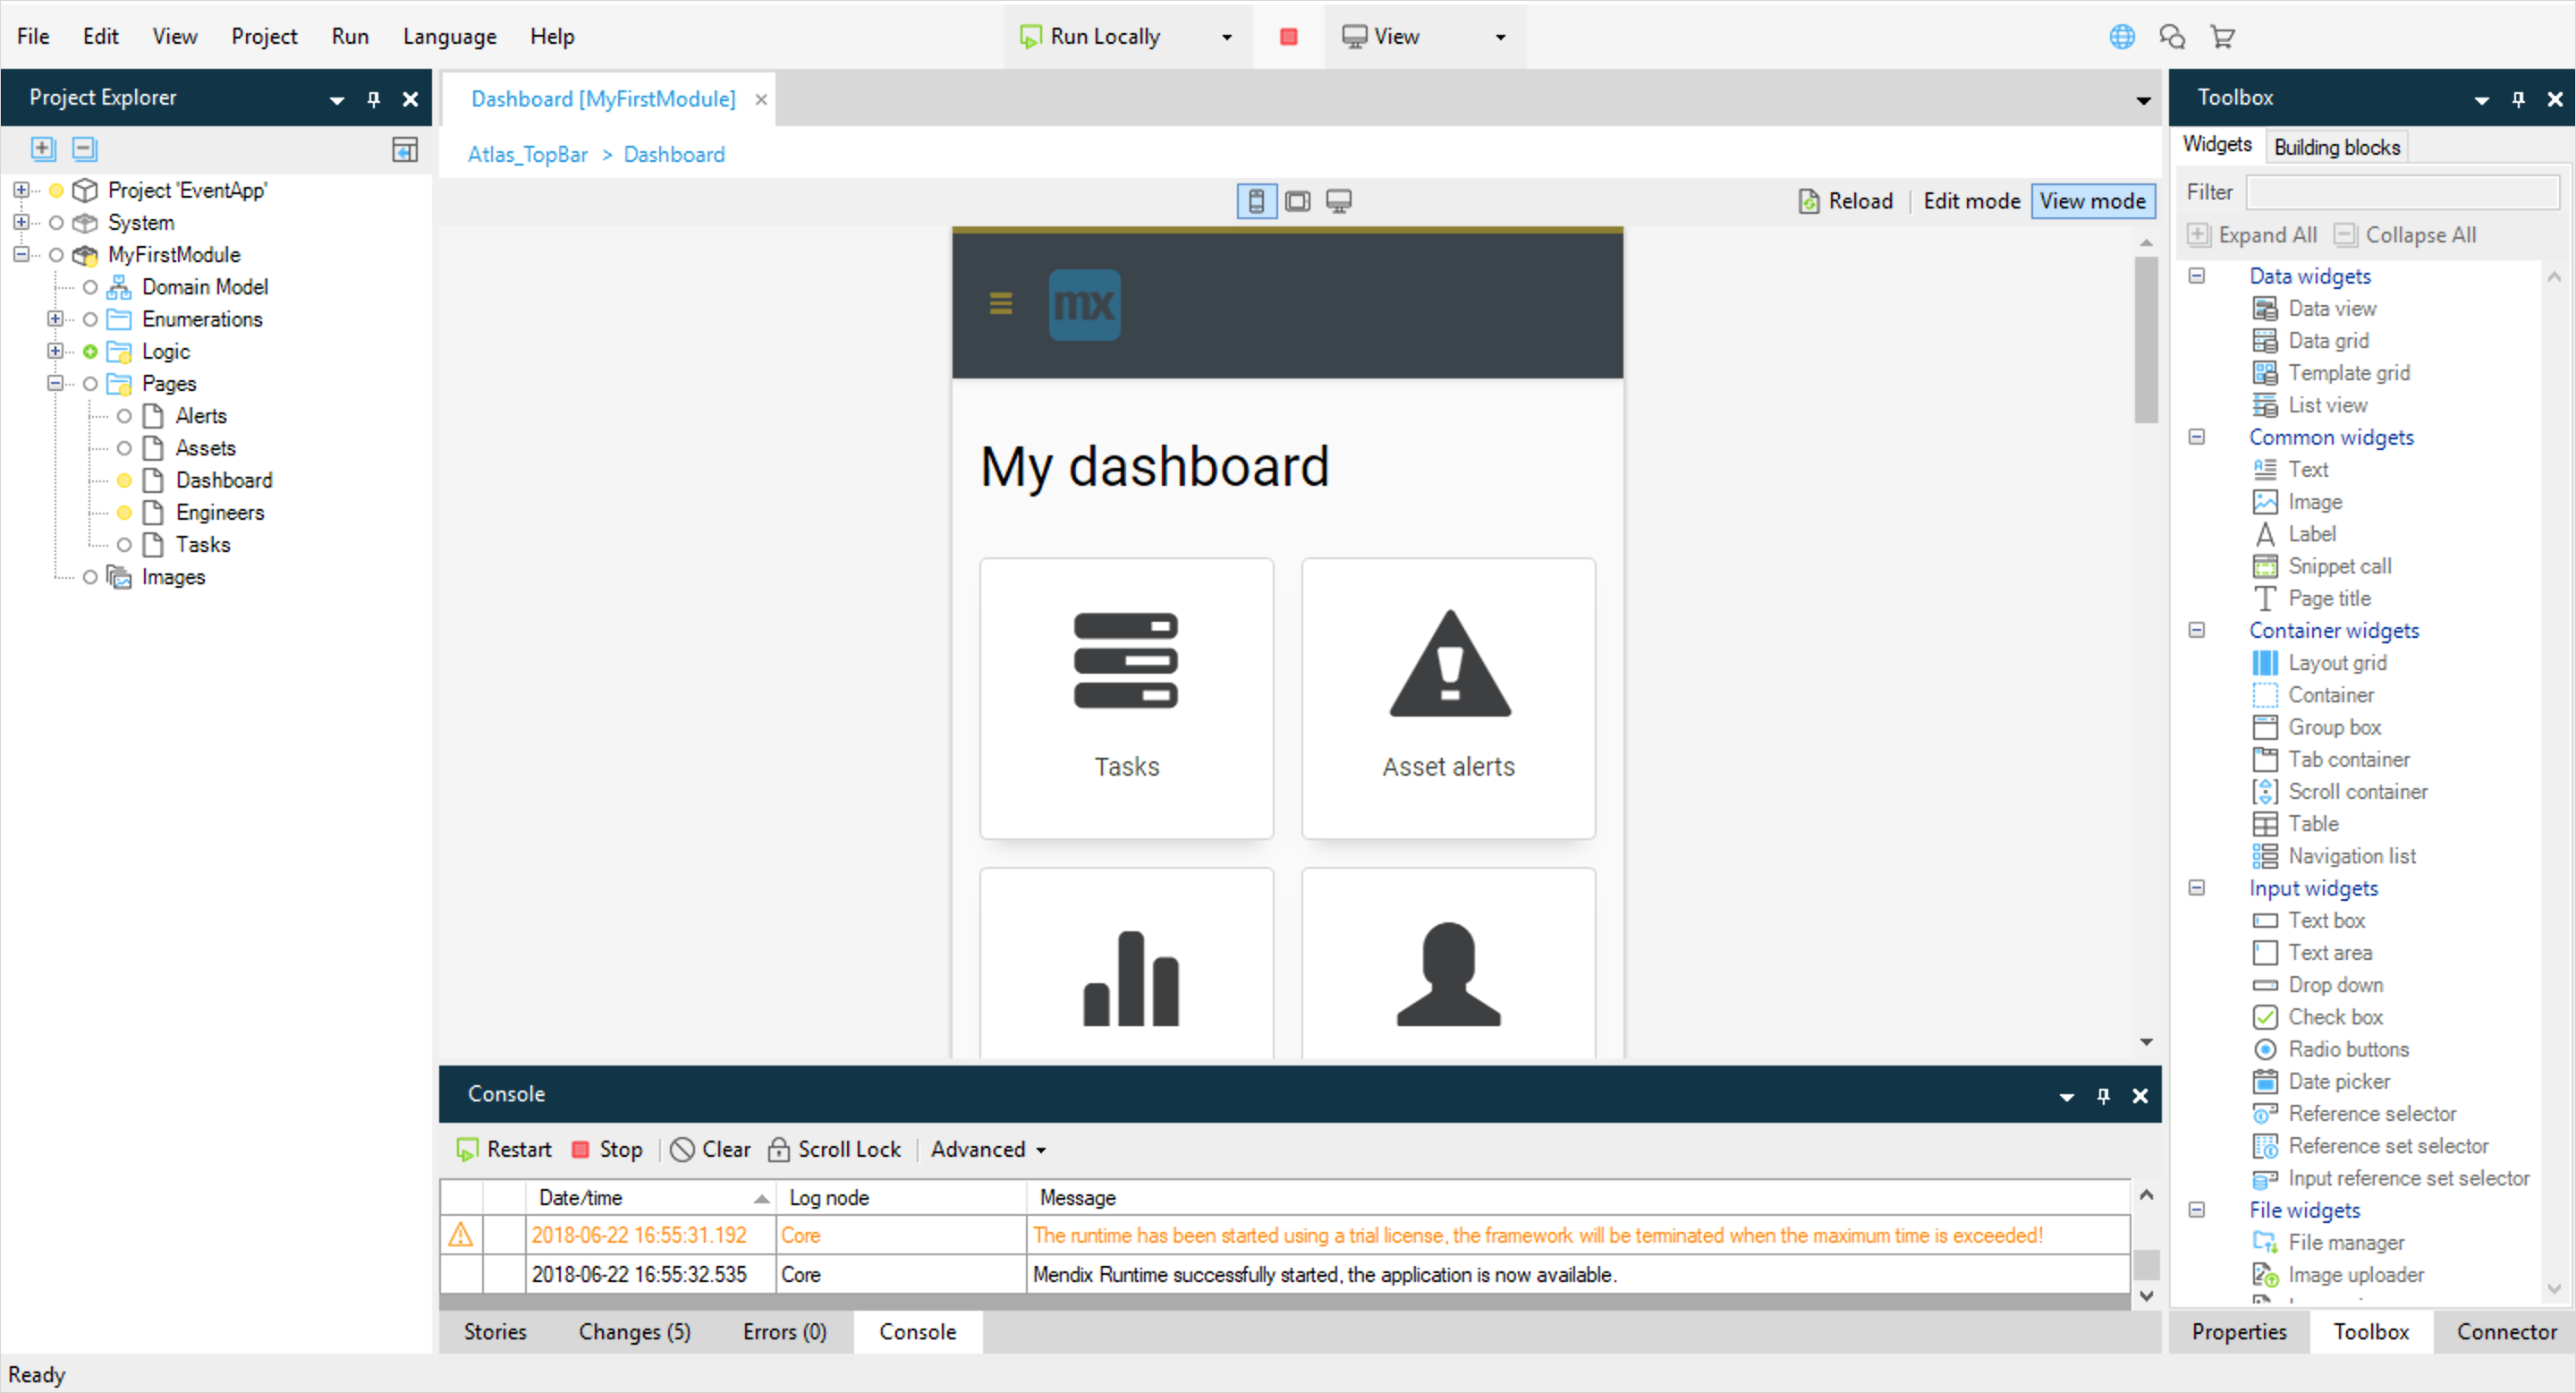 File Edit View Project Run Language Help
Run Locally
View
Project Explorer
Project 'EventApp'
System
MyFirstModule
Domain Model
Enumerations
Logic
Pages
Alerts
Assets
Dashboard
Engineers
Tasks
Images
Dashboard [MyFirstModule]
Atlas_TopBar > Dashboard
Reload Edit mode View mode
mx
My dashboard
Tasks
Asset alerts
Console
Restart Stop Clear Scroll Lock Advanced
Date/time Log node Message
2018-06-22 16:55:31.192 Core The runtime has been started using a trial license, the framework will be terminated when the maximum time is exceeded!
2018-06-22 16:55:32.535 Core Mendix Runtime successfully started, the application is now available.
Stories Changes (5) Errors (0) Console
Toolbox
Widgets Building blocks
Filter
Expand All Collapse All
Data widgets
Data view
Data grid
Template grid
List view
Common widgets
Text
Image
Label
Snippet call
Page title
Container widgets
Layout grid
Container
Group box
Tab container
Scroll container
Table
Navigation list
Input widgets
Text box
Text area
Drop down
Check box
Radio buttons
Date picker
Reference selector
Reference set selector
Input reference set selector
File widgets
File manager
Image uploader
Properties Toolbox Connector
Ready